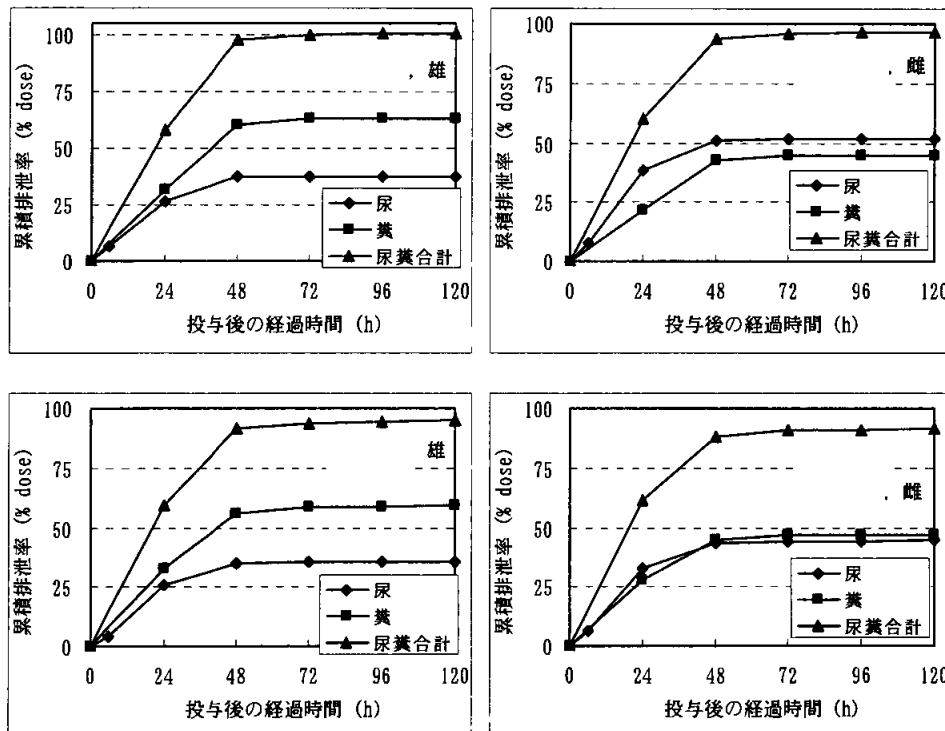 累積排泄率 (% dose)
100
75
50
25
0
雄
尿
糞
尿糞合計
0 24 48 72 96 120
投与後の経過時間 (h)
累積排泄率 (% dose)
100
75
50
25
0
雌
尿
糞
尿糞合計
0 24 48 72 96 120
投与後の経過時間 (h)
累積排泄率 (% dose)
100
75
50
25
0
雄
尿
糞
尿糞合計
0 24 48 72 96 120
投与後の経過時間 (h)
累積排泄率 (% dose)
100
75
50
25
0
雌
尿
糞
尿糞合計
0 24 48 72 96 120
投与後の経過時間 (h)